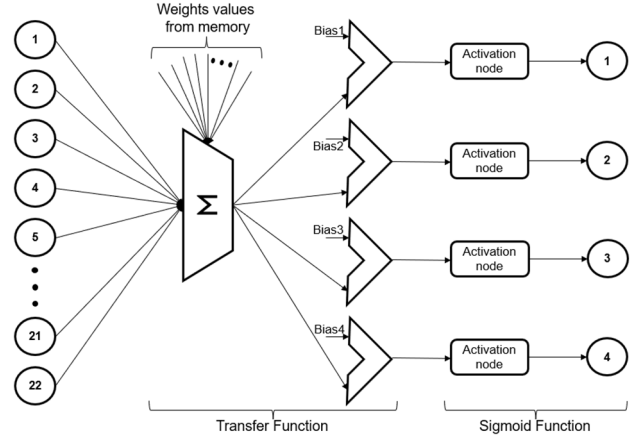 Weights values
from memory
1
2
3
4
5
21
22
Σ
Bias1
Bias2
Bias3
Bias4
Activation
node
Activation
node
Activation
node
Activation
node
1
2
3
4
Transfer Function
Sigmoid Function